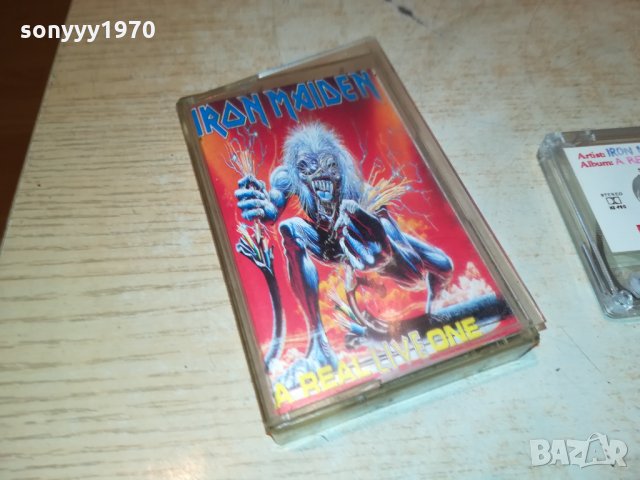 sonyyy1970
IRON MAIDEN
A REAL LIVE ONE
Artist: IRON
Album: A RE
STEREO
BAZAR